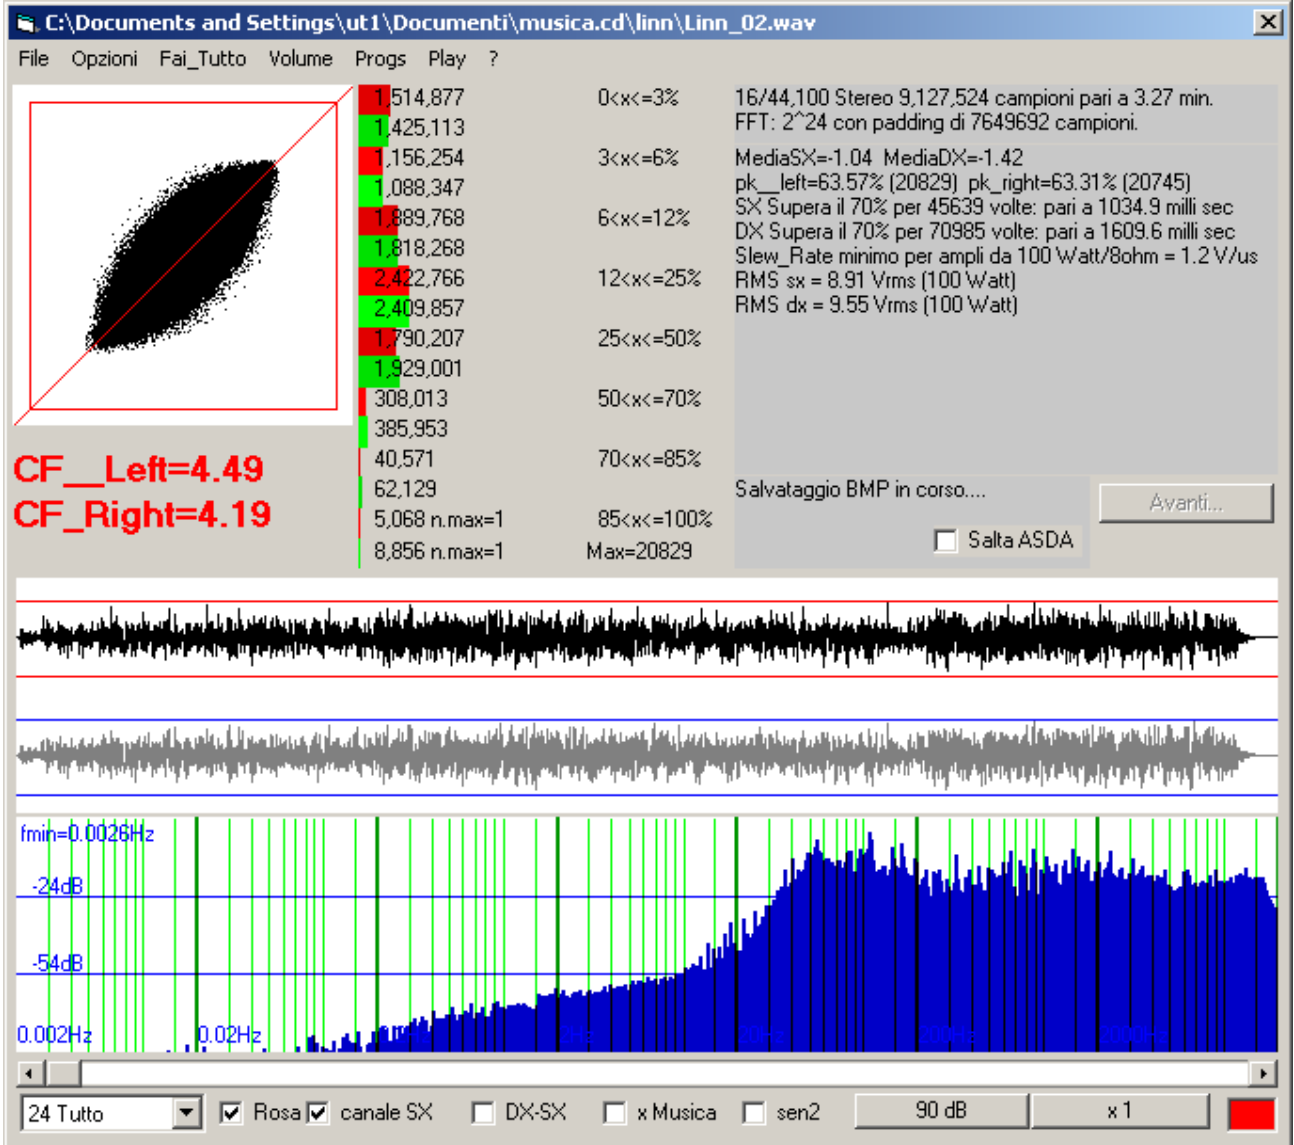 C:\Documents and Settings\ut1\Documenti\musica.cd\linn\Linn_02.wav
File Opzioni Fai_Tutto Volume Progs Play ?
1,514,877 0<x<=3%
1,425,113
1,156,254 3<x<=6%
1,088,347
1,889,768 6<x<=12%
1,818,268
2,422,766 12<x<=25%
2,409,857
1,790,207 25<x<=50%
1,929,001
308,013 50<x<=70%
385,953
40,571 70<x<=85%
62,129
5,068 n.max=1 85<x<=100%
8,856 n.max=1 Max=20829
16/44,100 Stereo 9,127,524 campioni pari a 3.27 min.
FFT: 2^24 con padding di 7649692 campioni.
MediaSX=-1.04 MediaDX=-1.42
pk__left=63.57% (20829) pk_right=63.31% (20745)
SX Supera il 70% per 45639 volte: pari a 1034.9 milli sec
DX Supera il 70% per 70985 volte: pari a 1609.6 milli sec
Slew_Rate minimo per ampli da 100 Watt/8ohm = 1.2 V/us
RMS sx = 8.91 Vrms (100 Watt)
RMS dx = 9.55 Vrms (100 Watt)
CF__Left=4.49
CF_Right=4.19
Salvataggio BMP in corso....
Avanti...
Salta ASDA
fmin=0.0026Hz
-24dB
-54dB
0.002Hz 0.02Hz 2Hz 20Hz 200Hz 2000Hz
24 Tutto Rosa canale SX DX-SX x Musica sen2 90 dB x 1